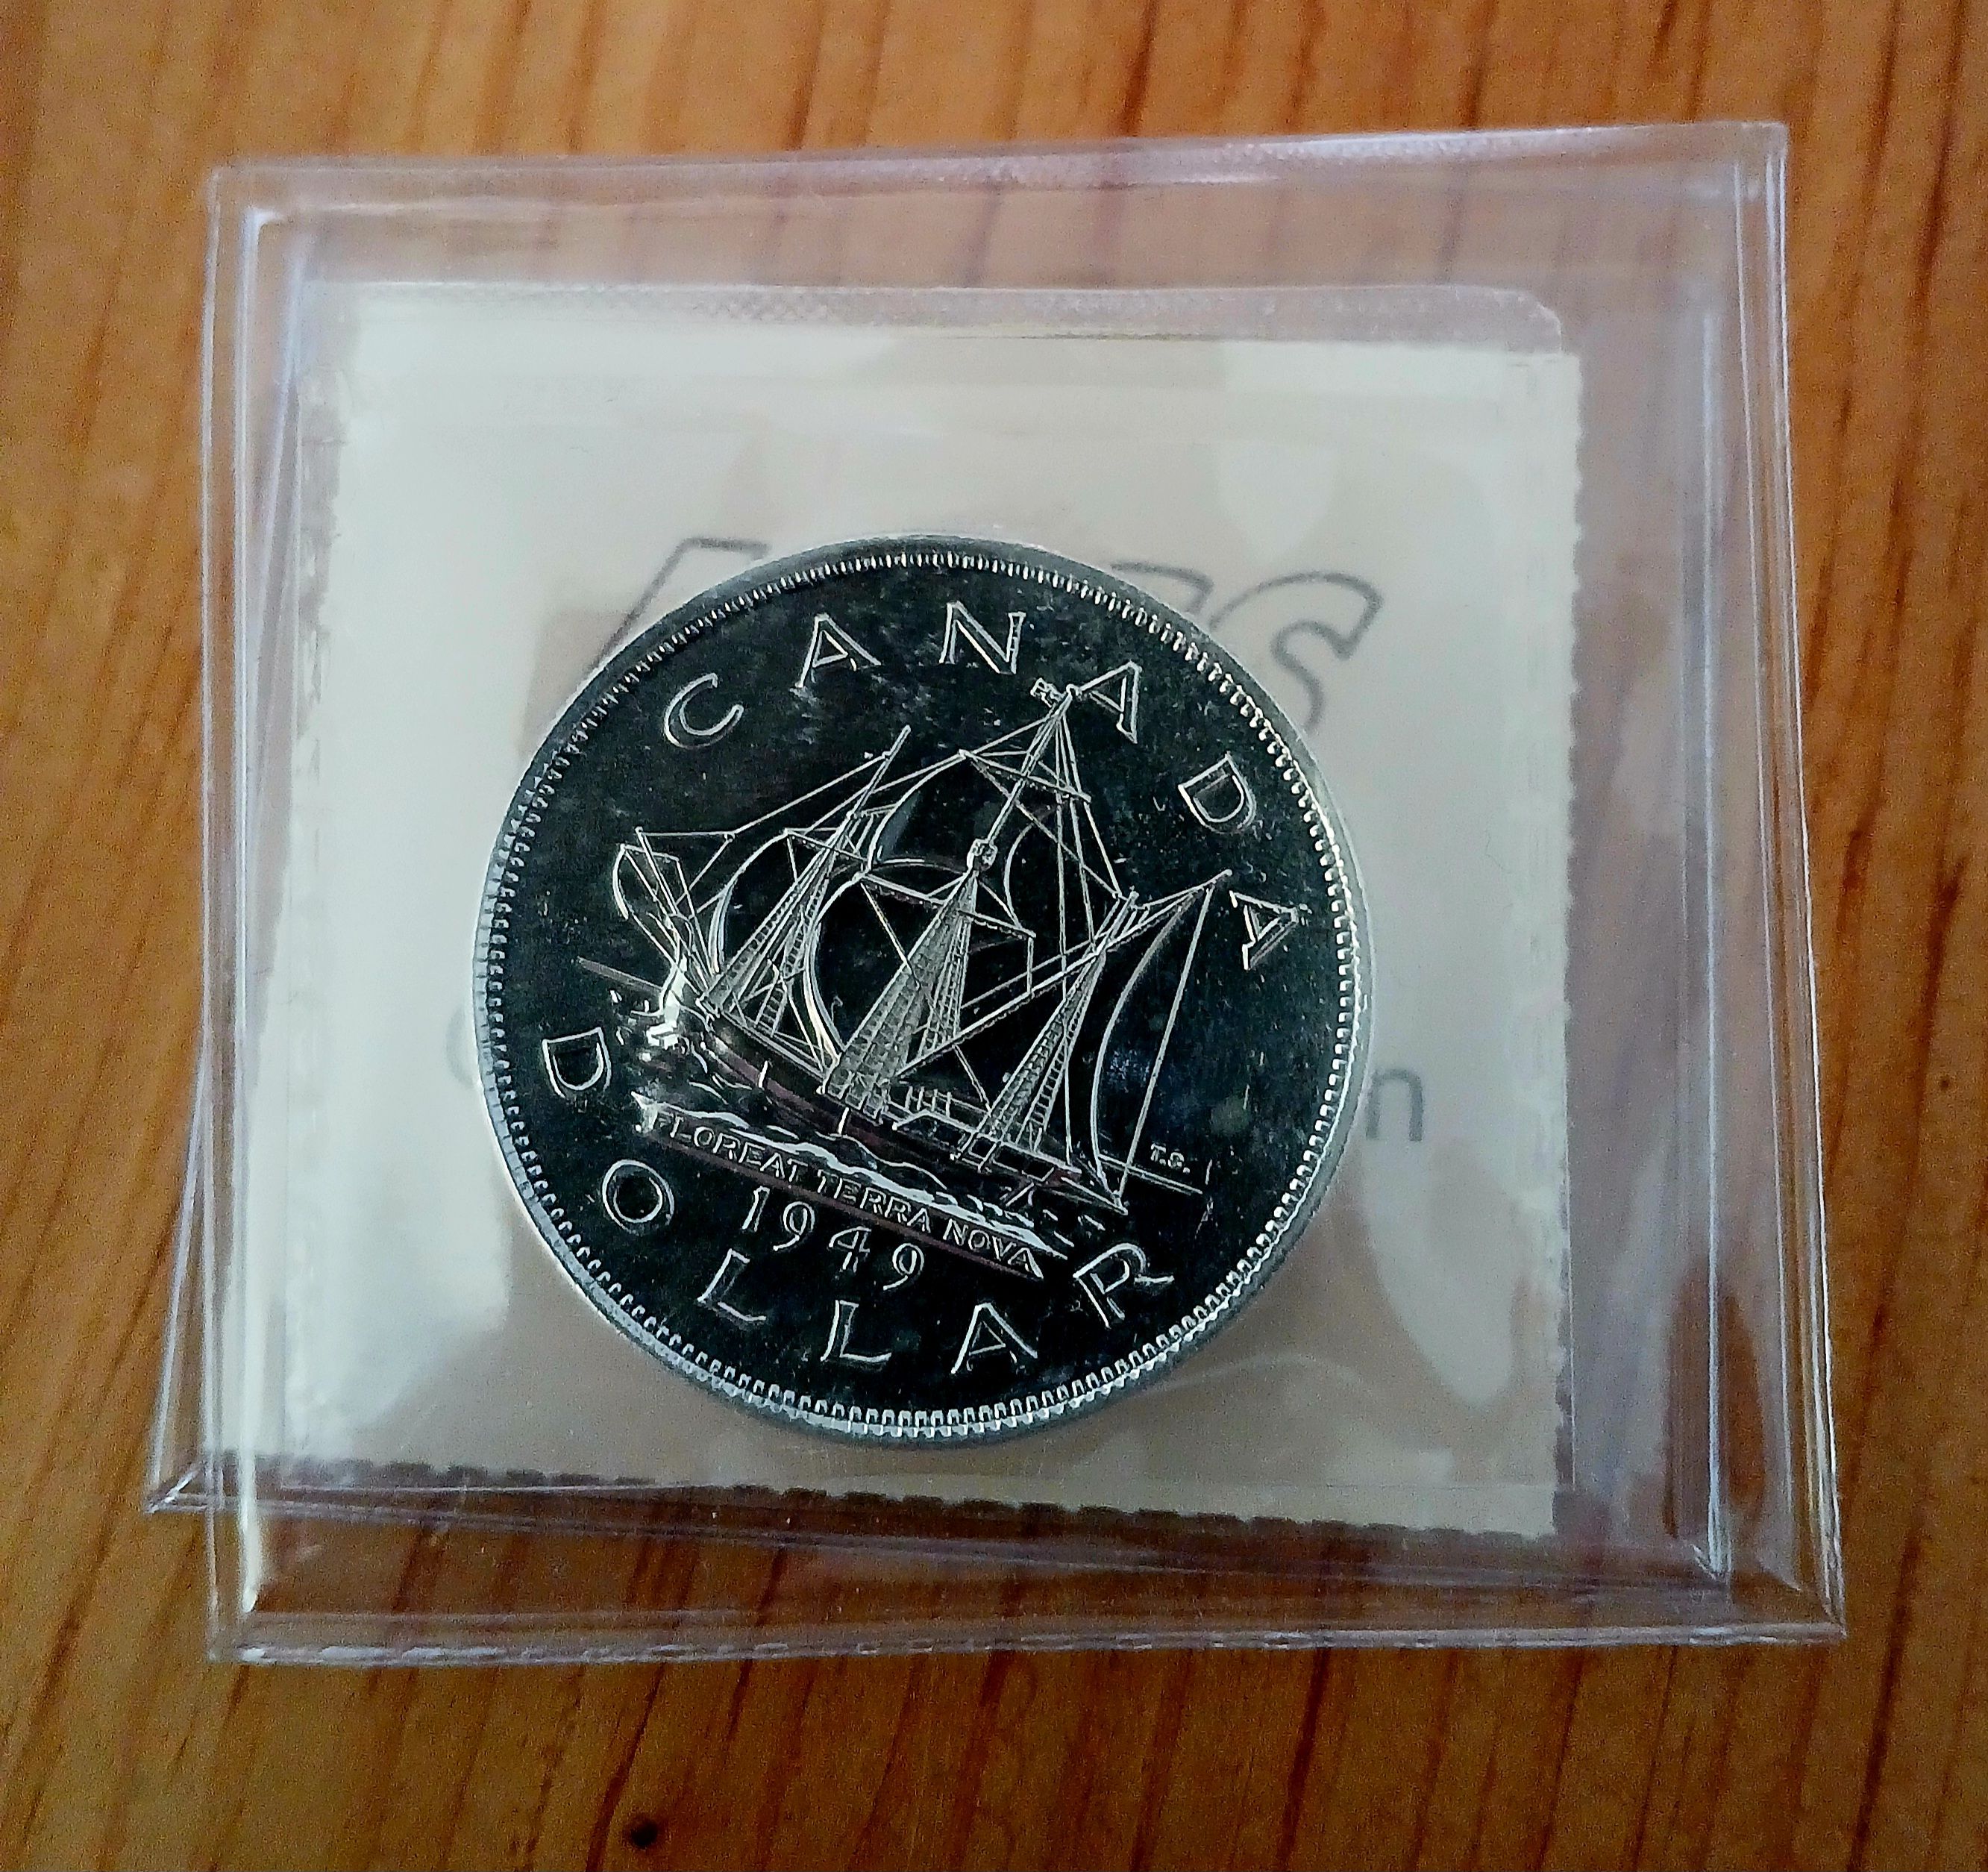 CANADA
T.S.
FLOREAT TERRA NOVA
1949
DOLLAR